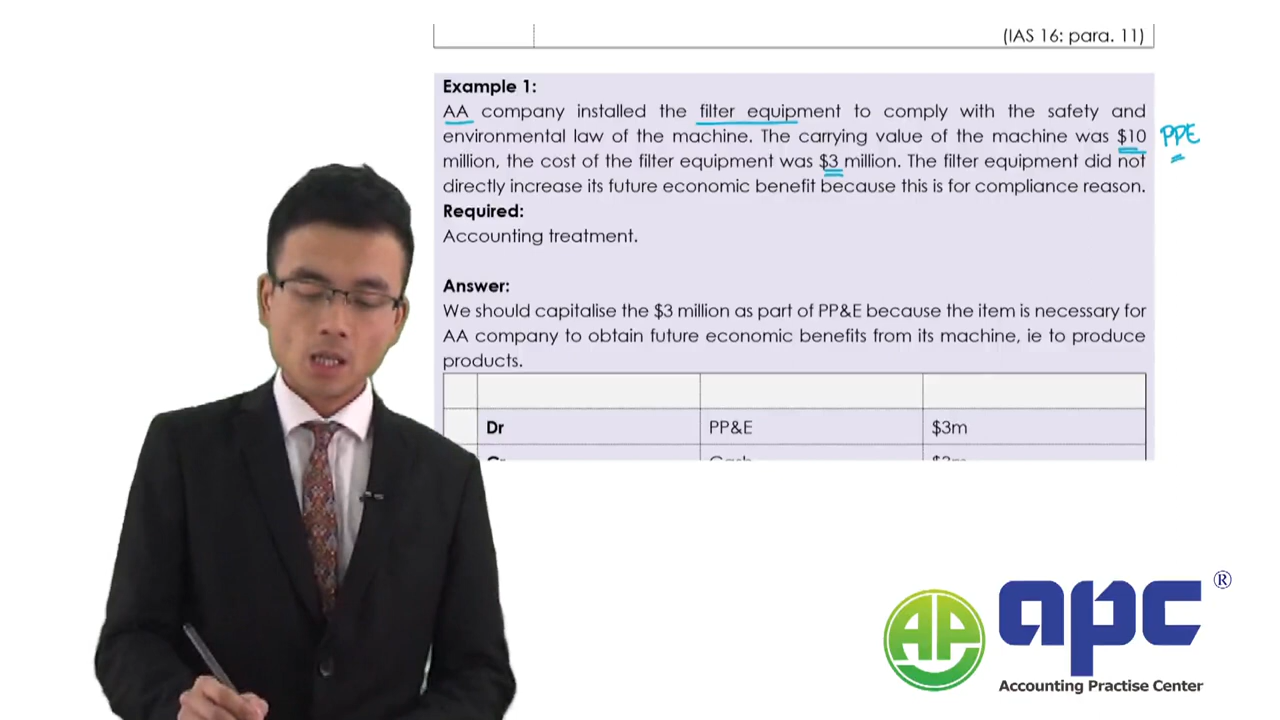 (IAS 16: para. 11)
Example 1:
AA company installed the filter equipment to comply with the safety and
environmental law of the machine. The carrying value of the machine was $10
million, the cost of the filter equipment was $3 million. The filter equipment did not
directly increase its future economic benefit because this is for compliance reason.
PPE
Required:
Accounting treatment.
Answer:
We should capitalise the $3 million as part of PP&E because the item is necessary for
AA company to obtain future economic benefits from its machine, ie to produce
products.
Dr PP&E $3m
AP apc ®
Accounting Practise Center